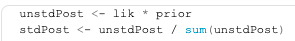 unstdPost <- lik * prior
stdPost <- unstdPost / sum(unstdPost)